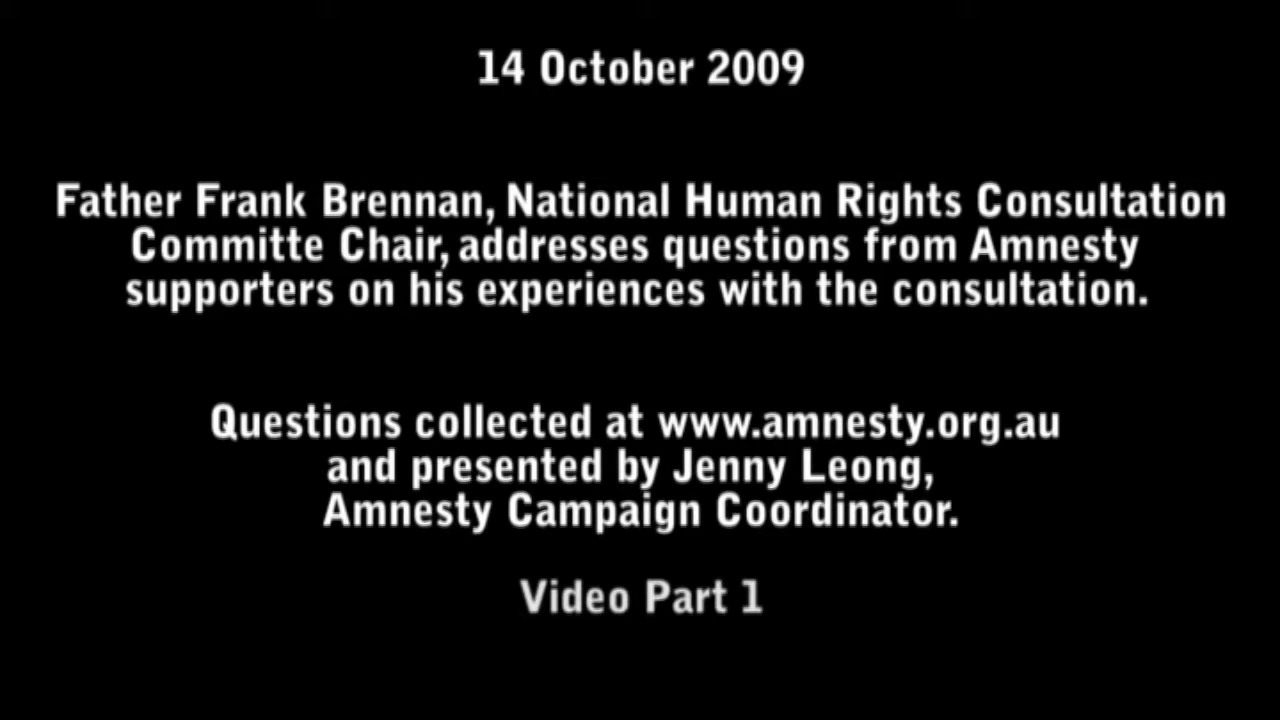 14 October 2009
Father Frank Brennan, National Human Rights Consultation
Committe Chair, addresses questions from Amnesty
supporters on his experiences with the consultation.
Questions collected at www.amnesty.org.au
and presented by Jenny Leong,
Amnesty Campaign Coordinator.
Video Part 1